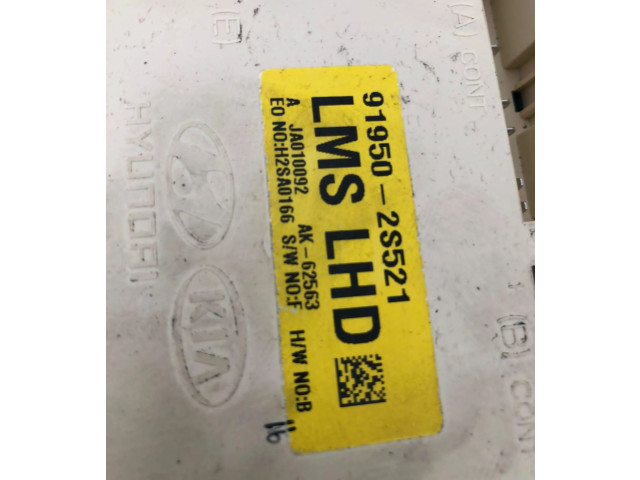 91950-2S521
LMS LHD
A JA010092 AK-62563
EO NO:H2SA0166 S/W NO:F H/W NO:B
(A) CONT
(B) CONT
(E)
HYUNDAI
KIA